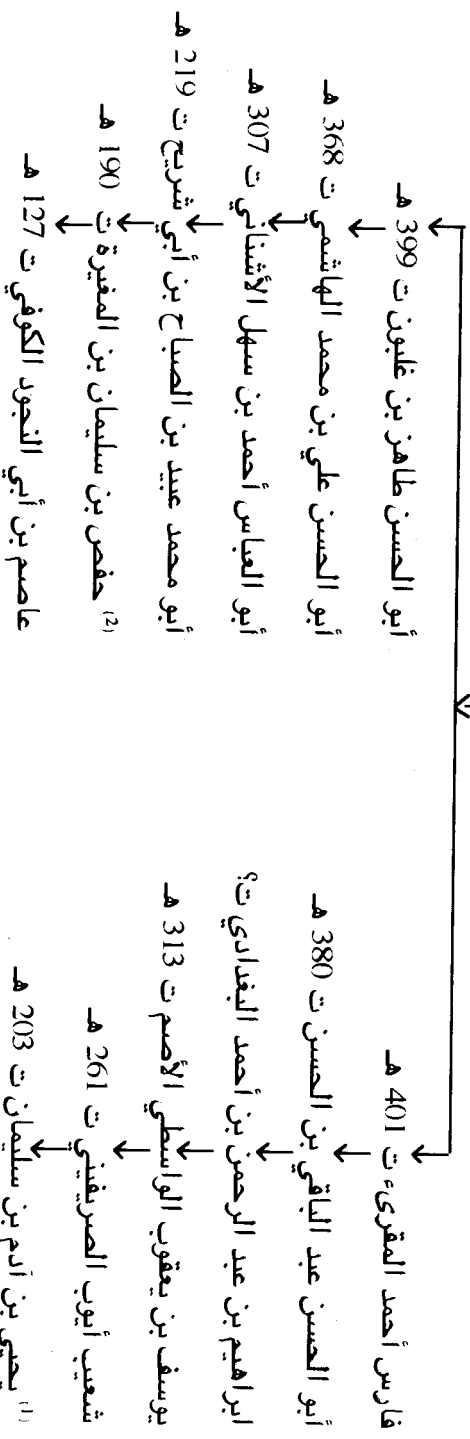 فارس أحمد المقرىء ت 401 هـ
أبو الحسن عبد الباقي بن الحسن ت 380 هـ
ابراهيم بن عبد الرحمن بن أحمد البغدادي ت؟
يوسف بن يعقوب الواسطي الأصم ت 313 هـ
شعيب أيوب الصريفيني ت 261 هـ
(1) يحيى بن آدم بن سليمان ت 203 هـ
أبو الحسن طاهر بن غلبون ت 399 هـ
أبو الحسن علي بن محمد الهاشمي ت 368 هـ
أبو العباس أحمد بن سهل الأشناني ت 307 هـ
أبو محمد عبيد بن الصباح بن أبي شريح ت 219 هـ
(2) حفص بن سليمان بن المغيرة ت 190 هـ
عاصم بن أبي النجود الكوفي ت 127 هـ